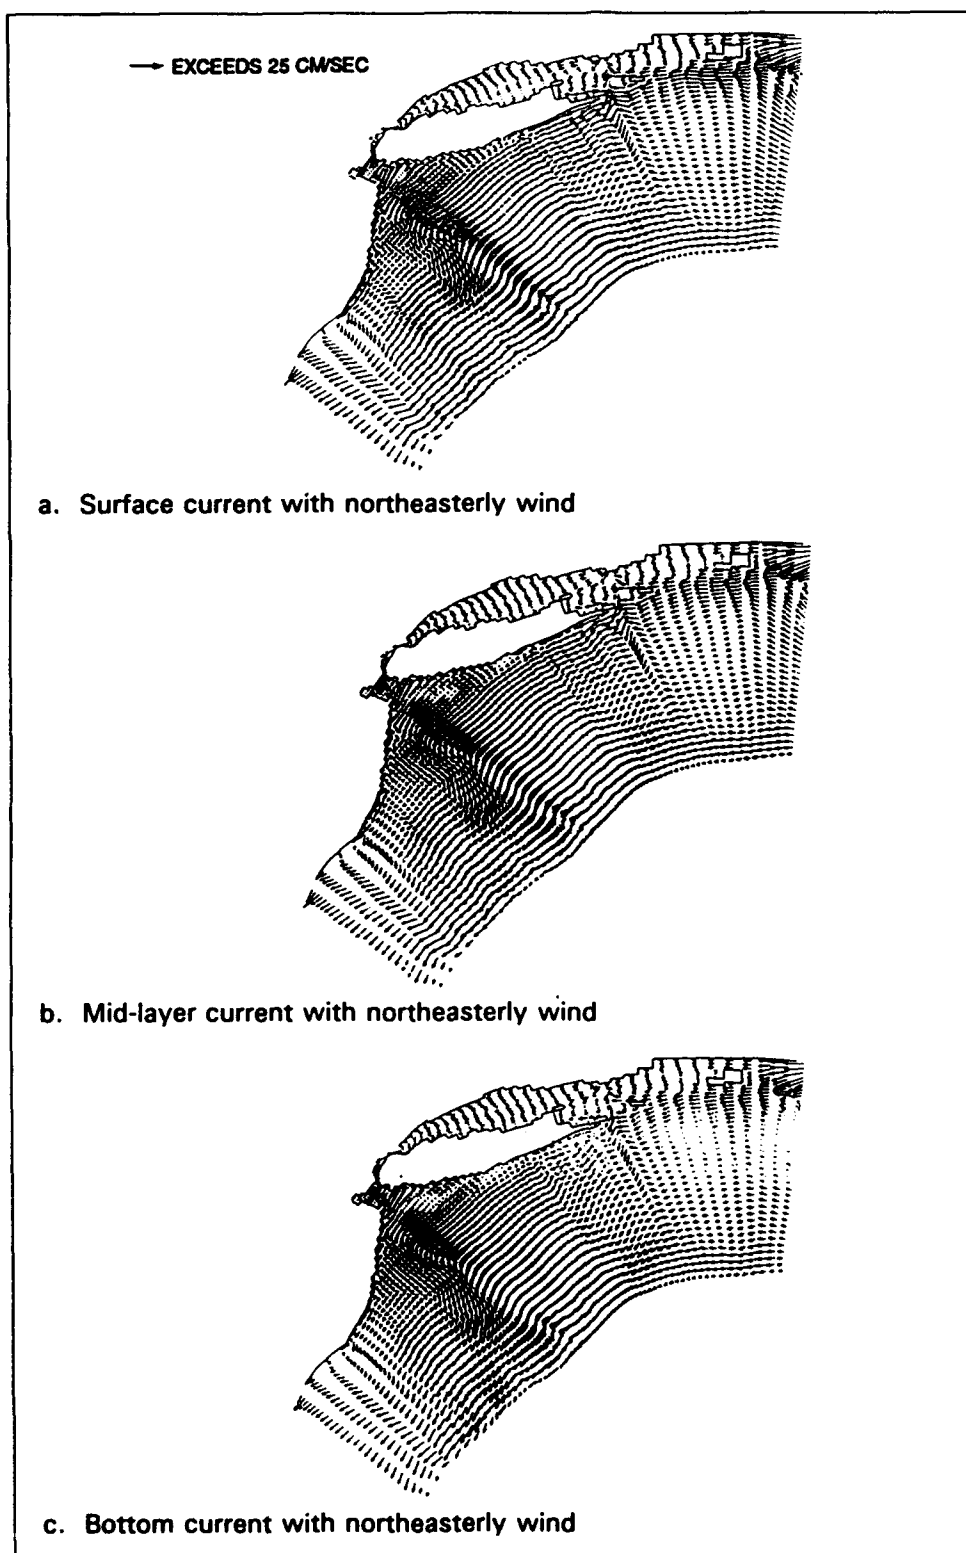 EXCEEDS 25 CM/SEC
a. Surface current with northeasterly wind
b. Mid-layer current with northeasterly wind
c. Bottom current with northeasterly wind